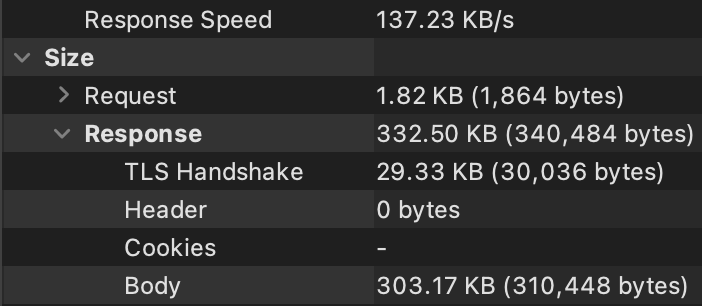 Response Speed 137.23 KB/s
Size
Request 1.82 KB (1,864 bytes)
Response 332.50 KB (340,484 bytes)
TLS Handshake 29.33 KB (30,036 bytes)
Header 0 bytes
Cookies -
Body 303.17 KB (310,448 bytes)